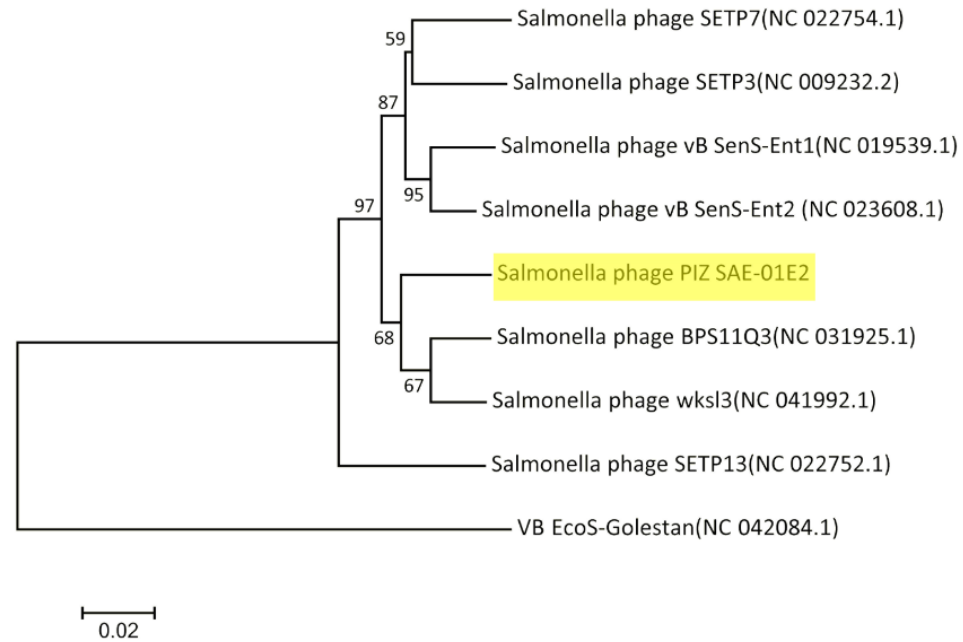 Salmonella phage SETP7(NC 022754.1)
59
Salmonella phage SETP3(NC 009232.2)
87
Salmonella phage vB SenS-Ent1(NC 019539.1)
95
Salmonella phage vB SenS-Ent2 (NC 023608.1)
97
Salmonella phage PIZ SAE-01E2
68
Salmonella phage BPS11Q3(NC 031925.1)
67
Salmonella phage wksl3(NC 041992.1)
Salmonella phage SETP13(NC 022752.1)
VB EcoS-Golestan(NC 042084.1)
0.02